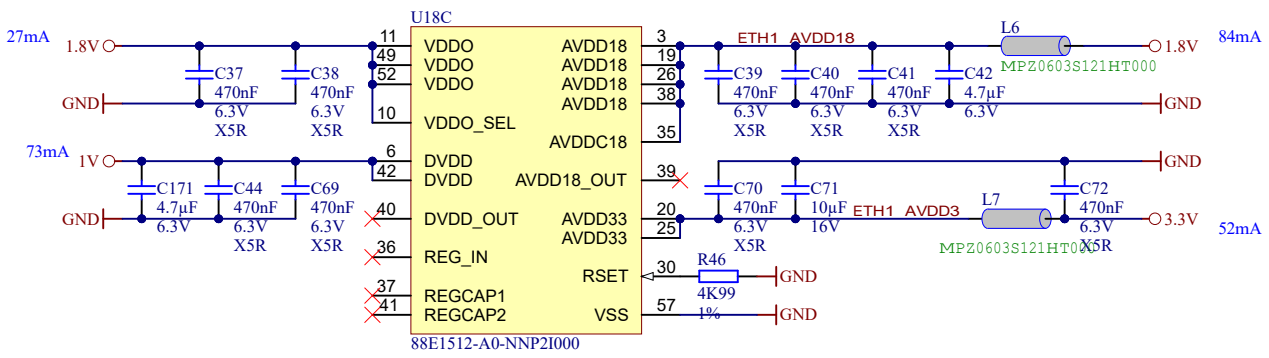 U18C
27mA
1.8V
11
VDDO
49
VDDO
52
VDDO
10
VDDO_SEL
C37
470nF
6.3V
X5R
C38
470nF
6.3V
X5R
GND
73mA
1V
6
DVDD
42
DVDD
C171
4.7µF
6.3V
C44
470nF
6.3V
X5R
C69
470nF
6.3V
X5R
GND
40
DVDD_OUT
36
REG_IN
37
REGCAP1
41
REGCAP2
AVDD18
3
AVDD18
19
AVDD18
26
AVDD18
38
AVDDC18
35
AVDD18_OUT
39
AVDD33
20
AVDD33
25
RSET
30
VSS
57
88E1512-A0-NNP2I000
ETH1_AVDD18
L6
MPZ0603S121HT000
1.8V
84mA
C39
470nF
6.3V
X5R
C40
470nF
6.3V
X5R
C41
470nF
6.3V
X5R
C42
4.7µF
6.3V
GND
GND
C70
470nF
6.3V
X5R
C71
10µF
16V
ETH1_AVDD3
L7
MPZ0603S121HT000
C72
470nF
6.3V
X5R
3.3V
52mA
R46
4K99
1%
GND
GND